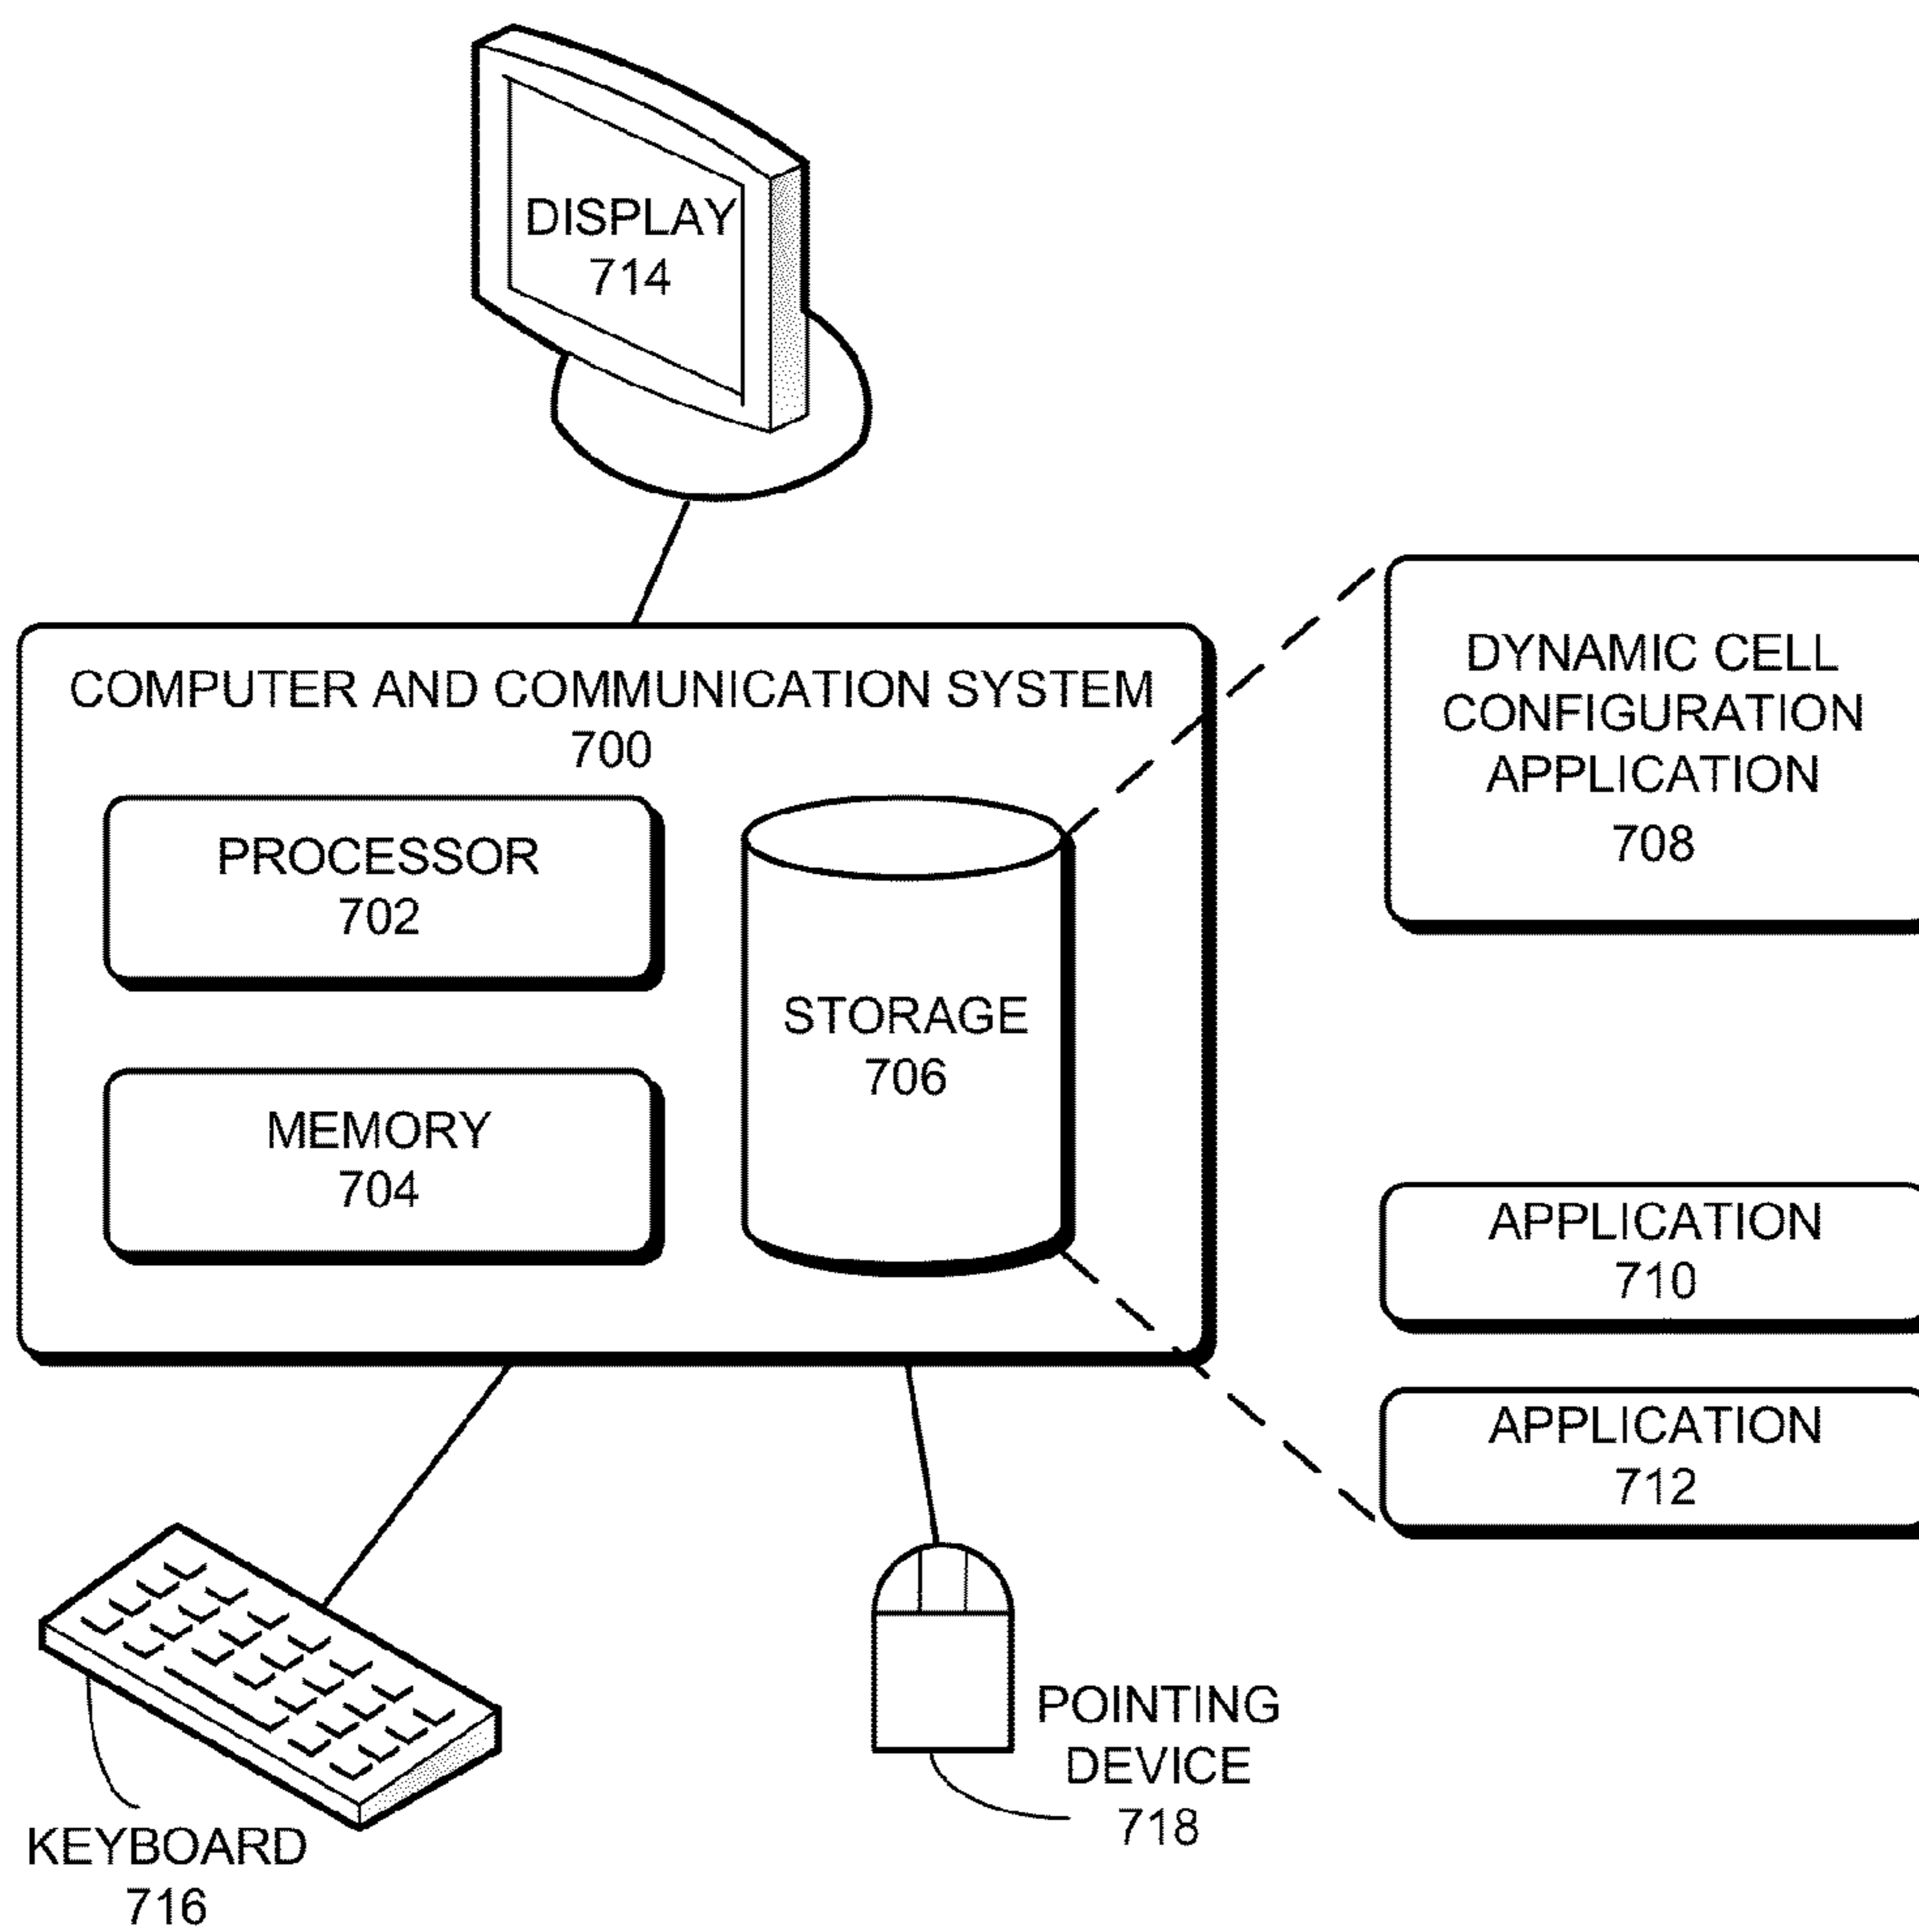 DISPLAY
714
COMPUTER AND COMMUNICATION SYSTEM
700
PROCESSOR
702
MEMORY
704
STORAGE
706
DYNAMIC CELL
CONFIGURATION
APPLICATION
708
APPLICATION
710
APPLICATION
712
KEYBOARD
716
POINTING
DEVICE
718